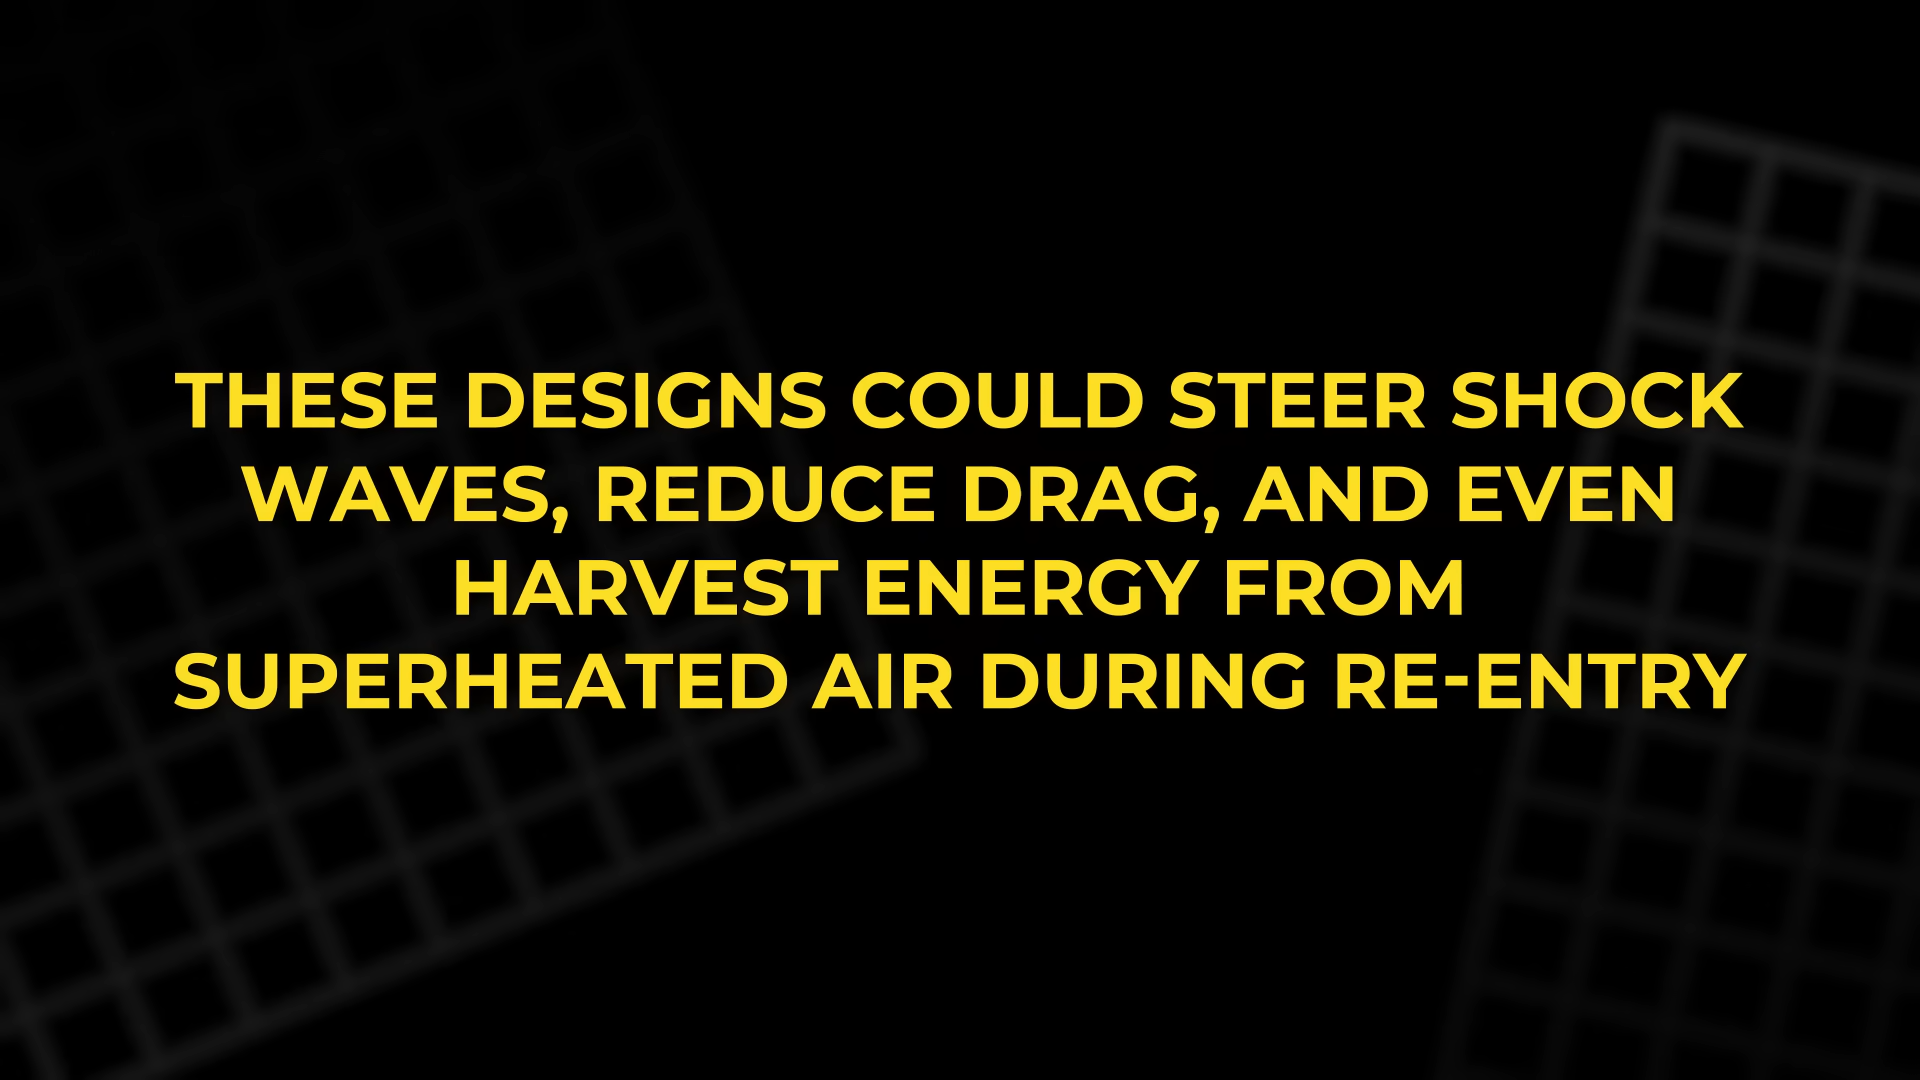 THESE DESIGNS COULD STEER SHOCK
WAVES, REDUCE DRAG, AND EVEN
HARVEST ENERGY FROM
SUPERHEATED AIR DURING RE-ENTRY